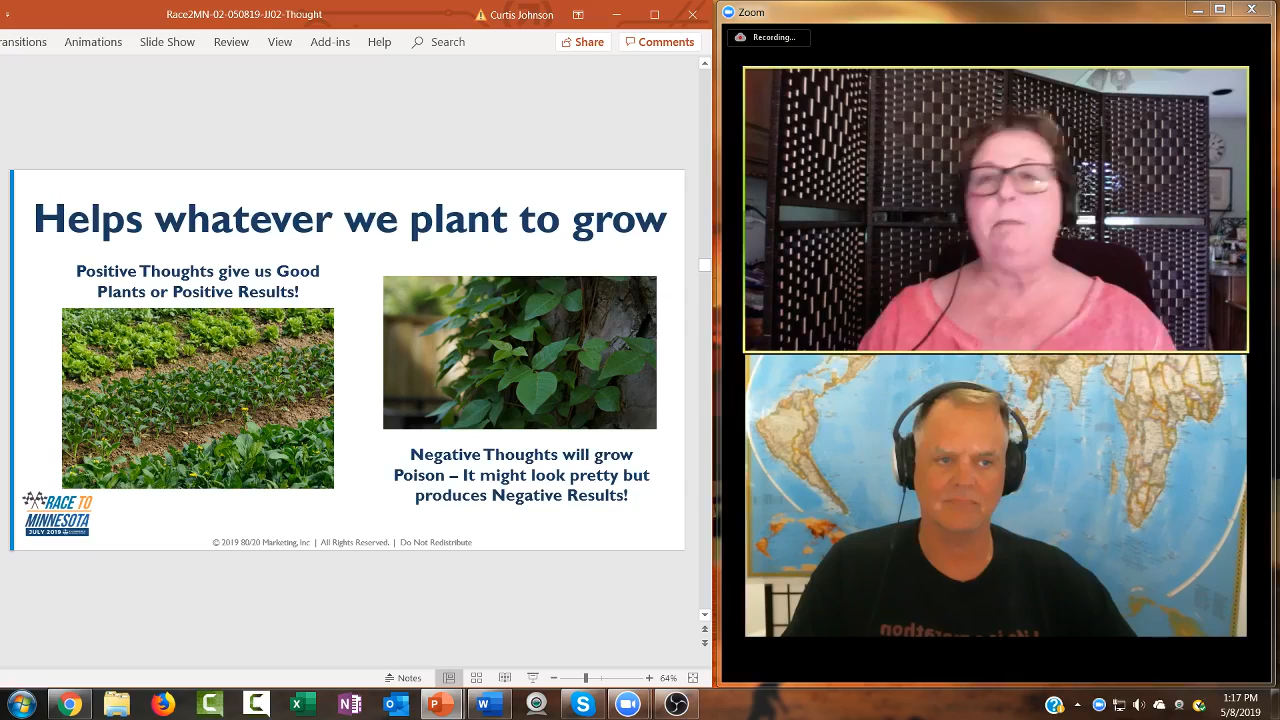 Race2MN-02-050819-JJ02-Thought
Curtis Johnson
Zoom
ransitions Animations Slide Show Review View Add-ins Help Search
Share Comments
Recording...
Helps whatever we plant to grow
Positive Thoughts give us Good
Plants or Positive Results!
Negative Thoughts will grow
Poison – It might look pretty but
produces Negative Results!
RACE TO
MINNESOTA
JULY 2019
© 2019 80/20 Marketing, Inc | All Rights Reserved. | Do Not Redistribute
Notes
64%
1:17 PM
5/8/2019